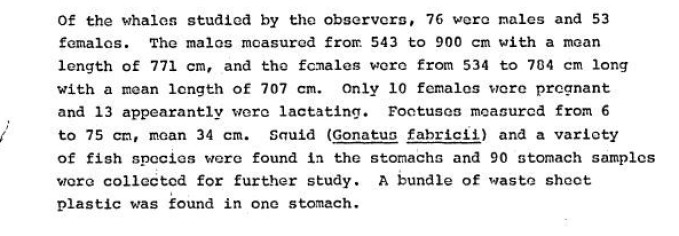 Of the whales studied by the observers, 76 were males and 53
females. The males measured from 543 to 900 cm with a mean
length of 771 cm, and the females were from 534 to 784 cm long
with a mean length of 707 cm. Only 10 females were pregnant
and 13 appearantly were lactating. Foetuses measured from 6
to 75 cm, mean 34 cm. Squid (Gonatus fabricii) and a variety
of fish species were found in the stomachs and 90 stomach samples
were collected for further study. A bundle of waste sheet
plastic was found in one stomach.